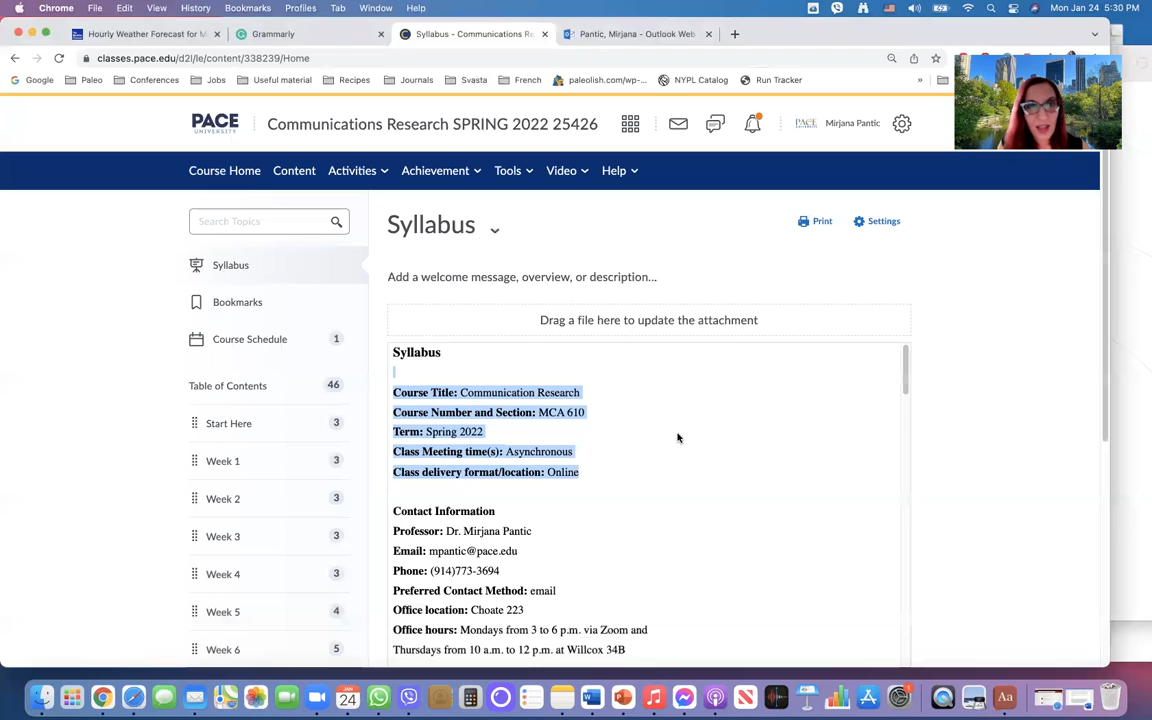 Chrome File Edit View History Bookmarks Profiles Tab Window Help Mon Jan 24 5:30 PM
Hourly Weather Forecast for M Grammarly Syllabus - Communications Re Pantic, Mirjana - Outlook Web
classes.pace.edu/d2l/le/content/338239/Home
Google Paleo Conferences Jobs Useful material Recipes Journals Svasta French paleolish.com/wp-... NYPL Catalog Run Tracker »
PACE UNIVERSITY Communications Research SPRING 2022 25426 PACE Mirjana Pantic
Course Home Content Activities Achievement Tools Video Help
Search Topics
Syllabus
Bookmarks
Course Schedule 1
Table of Contents 46
Start Here 3
Week 1 3
Week 2 3
Week 3 3
Week 4 3
Week 5 4
Week 6 5
Syllabus
Print Settings
Add a welcome message, overview, or description...
Drag a file here to update the attachment
Syllabus
Course Title: Communication Research
Course Number and Section: MCA 610
Term: Spring 2022
Class Meeting time(s): Asynchronous
Class delivery format/location: Online
Contact Information
Professor: Dr. Mirjana Pantic
Email: mpantic@pace.edu
Phone: (914)773-3694
Preferred Contact Method: email
Office location: Choate 223
Office hours: Mondays from 3 to 6 p.m. via Zoom and
Thursdays from 10 a.m. to 12 p.m. at Willcox 34B
JAN
24
Aa